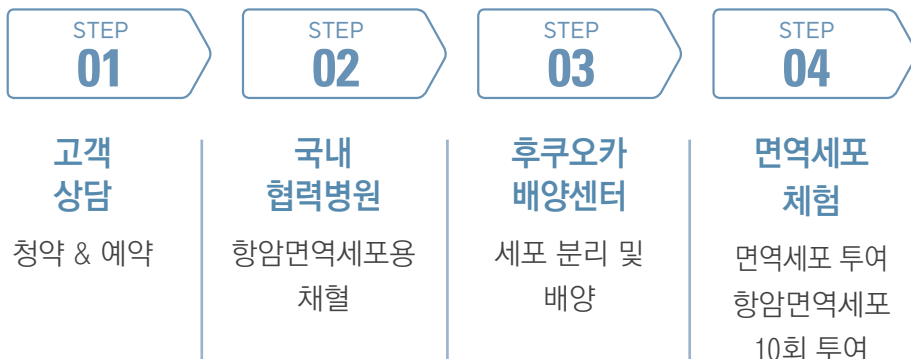 STEP
01
고객
상담
청약 & 예약
STEP
02
국내
협력병원
항암면역세포용
채혈
STEP
03
후쿠오카
배양센터
세포 분리 및
배양
STEP
04
면역세포
체험
면역세포 투여
항암면역세포
10회 투여